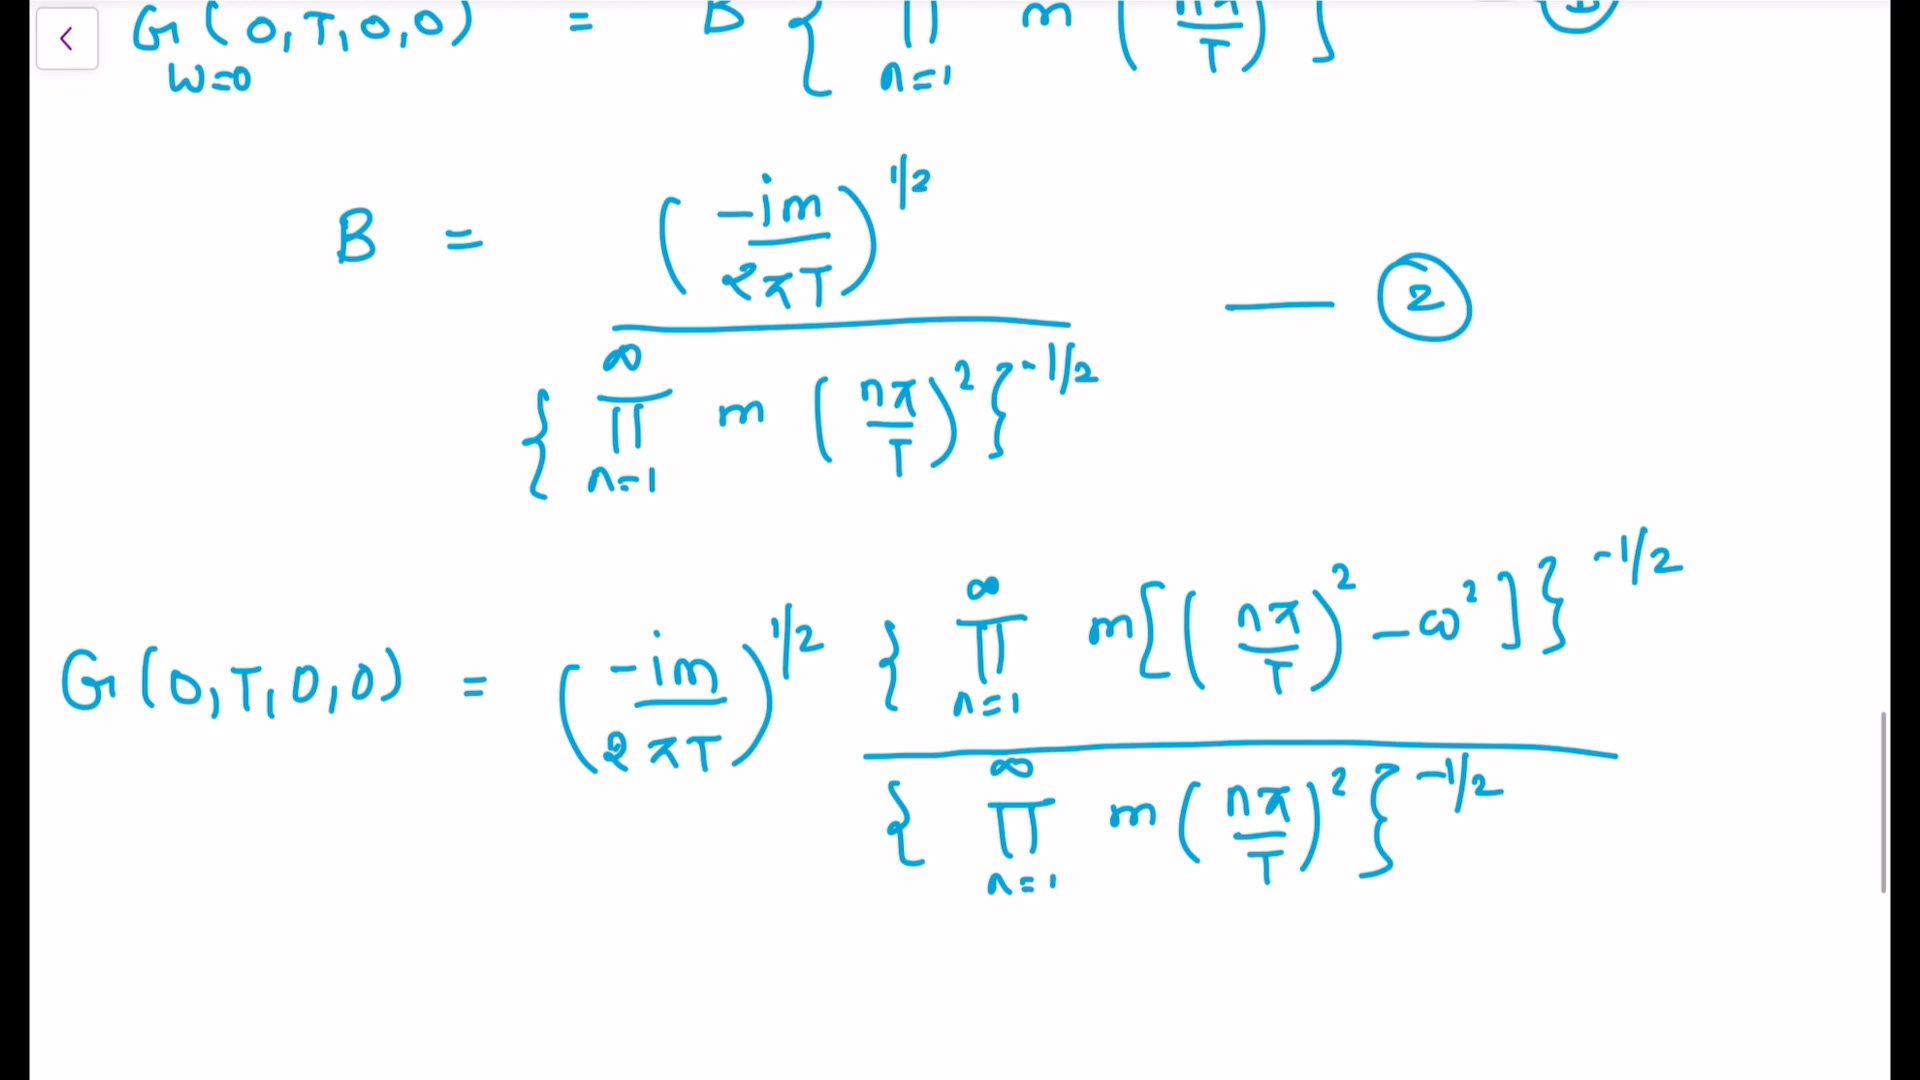 G(0,T,0,0) = B { ∏ m ( nπ/T )
w=0 n=1
B = (-im/2πT)^1/2 / { ∏_{n=1}^{∞} m (nπ/T)^2 }^-1/2 — ②
G(0,T,0,0) = (-im/2πT)^1/2 { ∏_{n=1}^{∞} m[(nπ/T)^2 - ω^2] }^-1/2 / { ∏_{n=1}^{∞} m(nπ/T)^2 }^-1/2